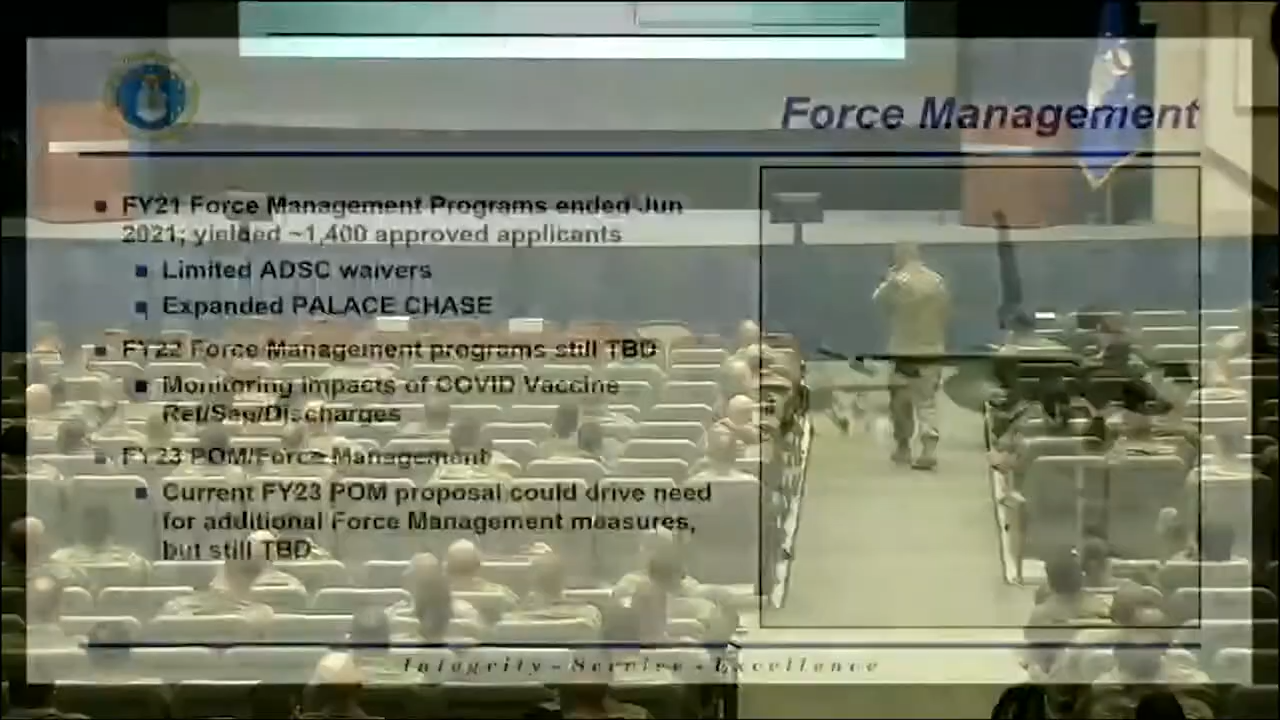 Force Management
FY21 Force Management Programs ended Jun
2021; yielded ~1,400 approved applicants
Limited ADSC waivers
Expanded PALACE CHASE
FY22 Force Management programs still TBD
Monitoring impacts of COVID Vaccine
Ret/Sep/Discharges
FY23 POM/Force Management
Current FY23 POM proposal could drive need
for additional Force Management measures,
but still TBD
Integrity - Service - Excellence